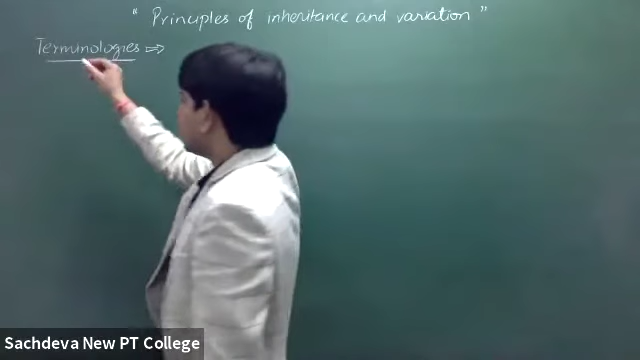 " Principles of inheritance and variation "
Terminologies ⇒
Sachdeva New PT College